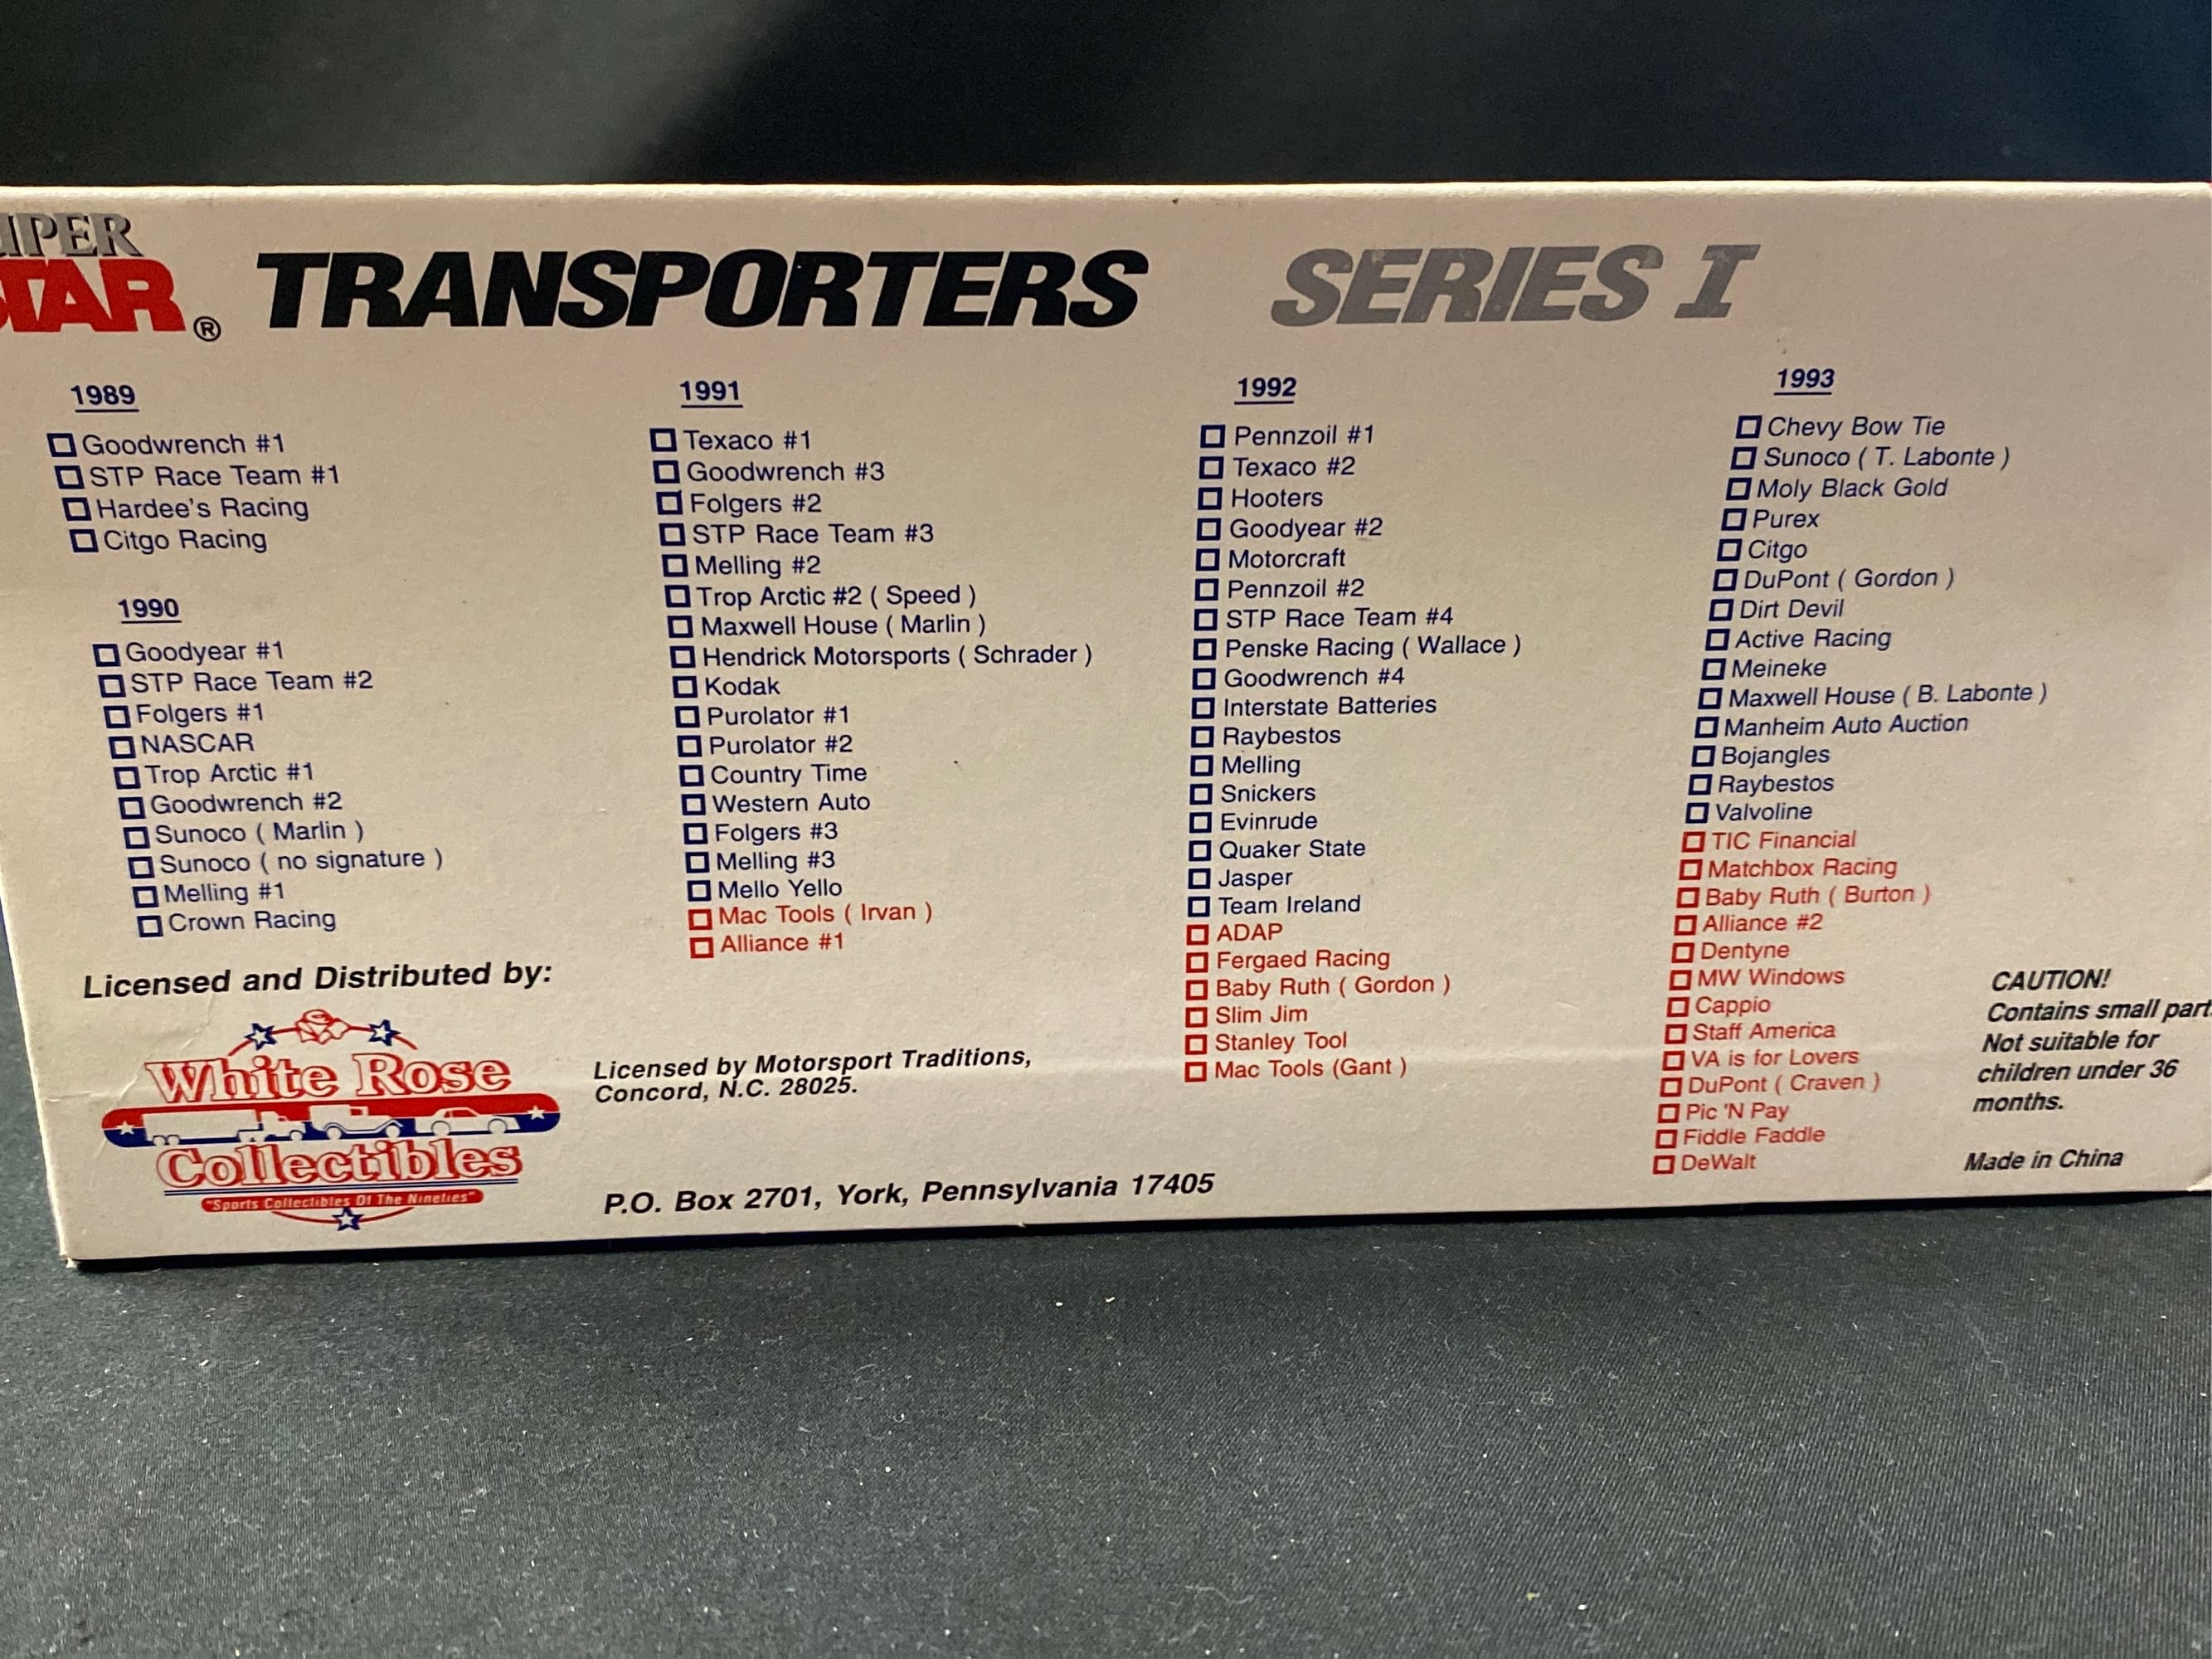 SUPER
STAR®
TRANSPORTERS SERIES I
1989
Goodwrench #1
STP Race Team #1
Hardee's Racing
Citgo Racing
1990
Goodyear #1
STP Race Team #2
Folgers #1
NASCAR
Trop Arctic #1
Goodwrench #2
Sunoco ( Marlin )
Sunoco ( no signature )
Melling #1
Crown Racing
1991
Texaco #1
Goodwrench #3
Folgers #2
STP Race Team #3
Melling #2
Trop Arctic #2 ( Speed )
Maxwell House ( Marlin )
Hendrick Motorsports ( Schrader )
Kodak
Purolator #1
Purolator #2
Country Time
Western Auto
Folgers #3
Melling #3
Mello Yello
Mac Tools ( Irvan )
Alliance #1
1992
Pennzoil #1
Texaco #2
Hooters
Goodyear #2
Motorcraft
Pennzoil #2
STP Race Team #4
Penske Racing ( Wallace )
Goodwrench #4
Interstate Batteries
Raybestos
Melling
Snickers
Evinrude
Quaker State
Jasper
Team Ireland
ADAP
Fergaed Racing
Baby Ruth ( Gordon )
Slim Jim
Stanley Tool
Mac Tools (Gant )
1993
Chevy Bow Tie
Sunoco ( T. Labonte )
Moly Black Gold
Purex
Citgo
DuPont ( Gordon )
Dirt Devil
Active Racing
Meineke
Maxwell House ( B. Labonte )
Manheim Auto Auction
Bojangles
Raybestos
Valvoline
TIC Financial
Matchbox Racing
Baby Ruth ( Burton )
Alliance #2
Dentyne
MW Windows
Cappio
Staff America
VA is for Lovers
DuPont ( Craven )
Pic 'N Pay
Fiddle Faddle
DeWalt
Licensed and Distributed by:
White Rose
Collectibles
"Sports Collectibles Of The Nineties"
Licensed by Motorsport Traditions,
Concord, N.C. 28025.
P.O. Box 2701, York, Pennsylvania 17405
CAUTION!
Contains small part
Not suitable for
children under 36
months.
Made in China